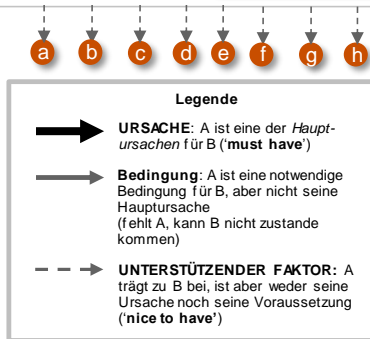 a b c d e f g h
Legende
URSACHE: A ist eine der Haupt-
ursachen für B (‘must have’)
Bedingung: A ist eine notwendige
Bedingung für B, aber nicht seine
Hauptursache
(fehlt A, kann B nicht zustande
kommen)
UNTERSTÜTZENDER FAKTOR: A
trägt zu B bei, ist aber weder seine
Ursache noch seine Voraussetzung
(‘nice to have’)